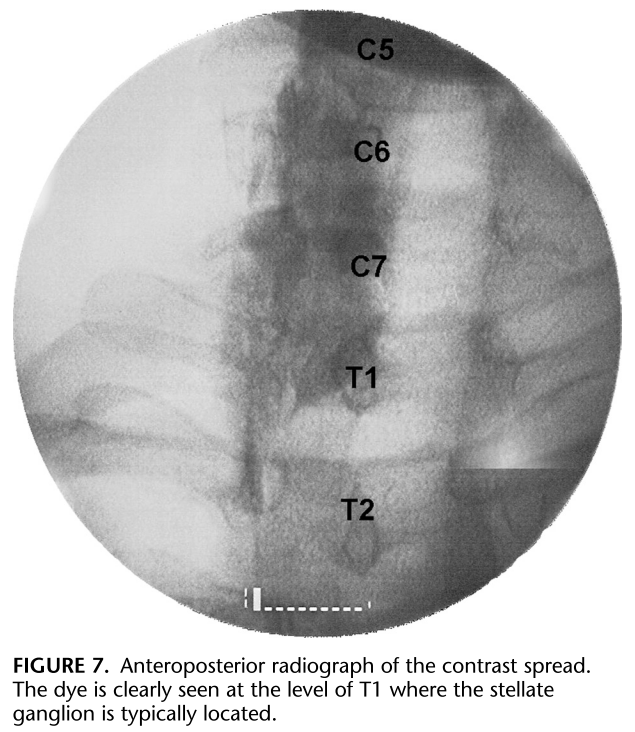 C5
C6
C7
T1
T2
FIGURE 7. Anteroposterior radiograph of the contrast spread.
The dye is clearly seen at the level of T1 where the stellate
ganglion is typically located.